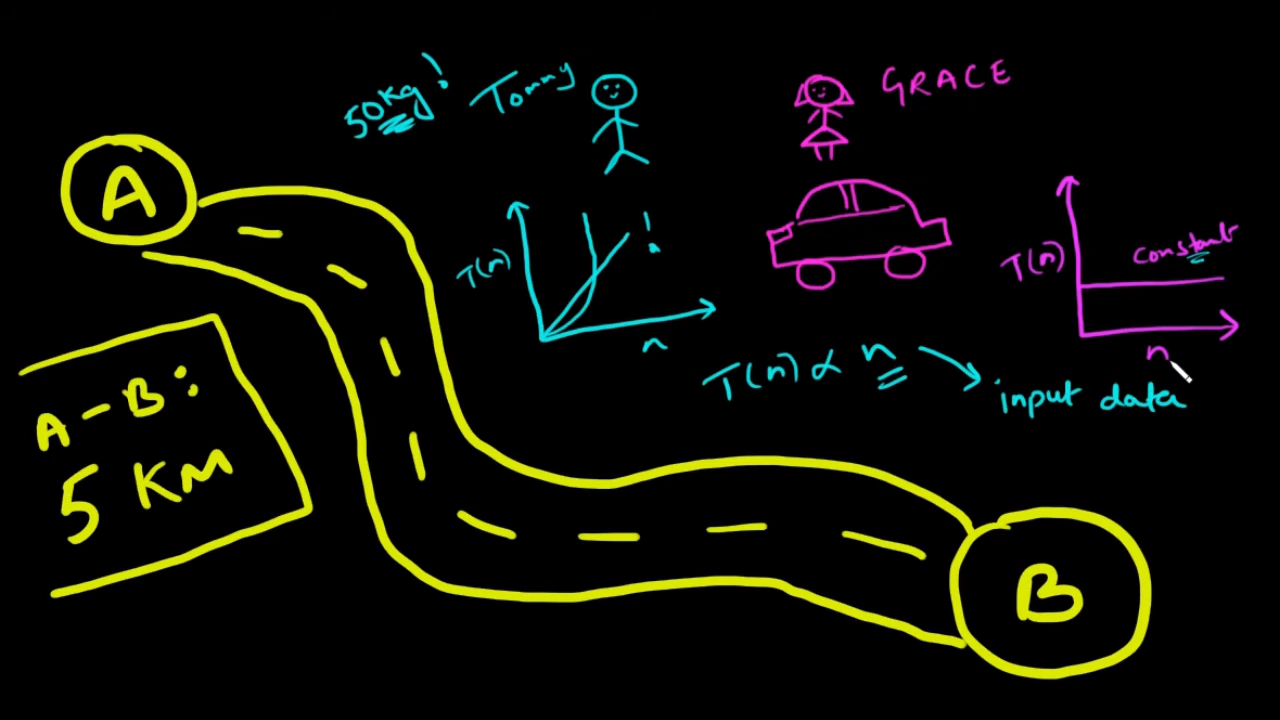 50kg! Tommy
GRACE
A
T(n)
!
n
T(n)
constant
n
T(n) ∝ n
input data
A - B:
5 KM
B